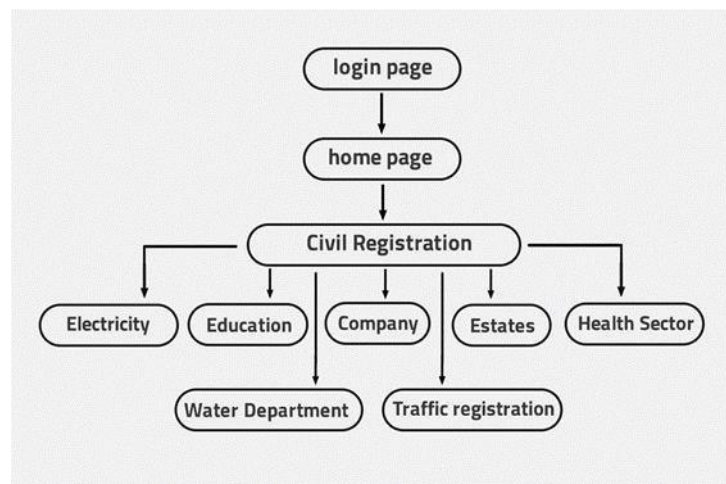 login page
home page
Civil Registration
Electricity
Education
Company
Estates
Health Sector
Water Department
Traffic registration